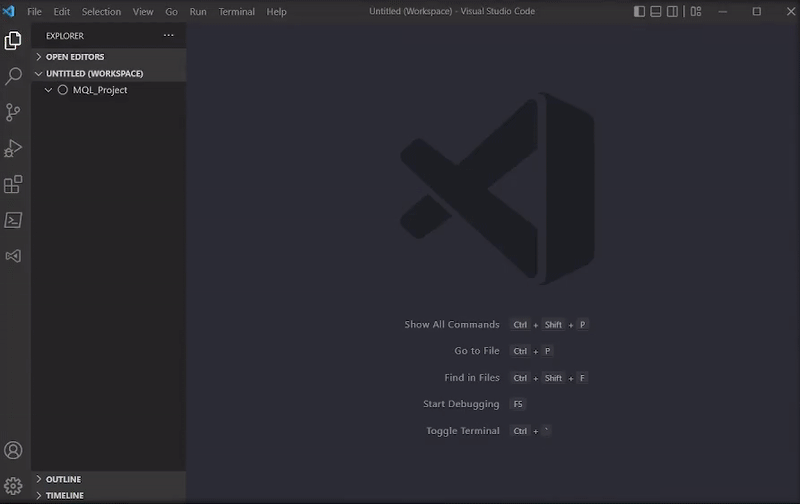 File Edit Selection View Go Run Terminal Help Untitled (Workspace) - Visual Studio Code
EXPLORER
OPEN EDITORS
UNTITLED (WORKSPACE)
MQL_Project
Show All Commands Ctrl + Shift + P
Go to File Ctrl + P
Find in Files Ctrl + Shift + F
Start Debugging F5
Toggle Terminal Ctrl + `
OUTLINE
TIMELINE